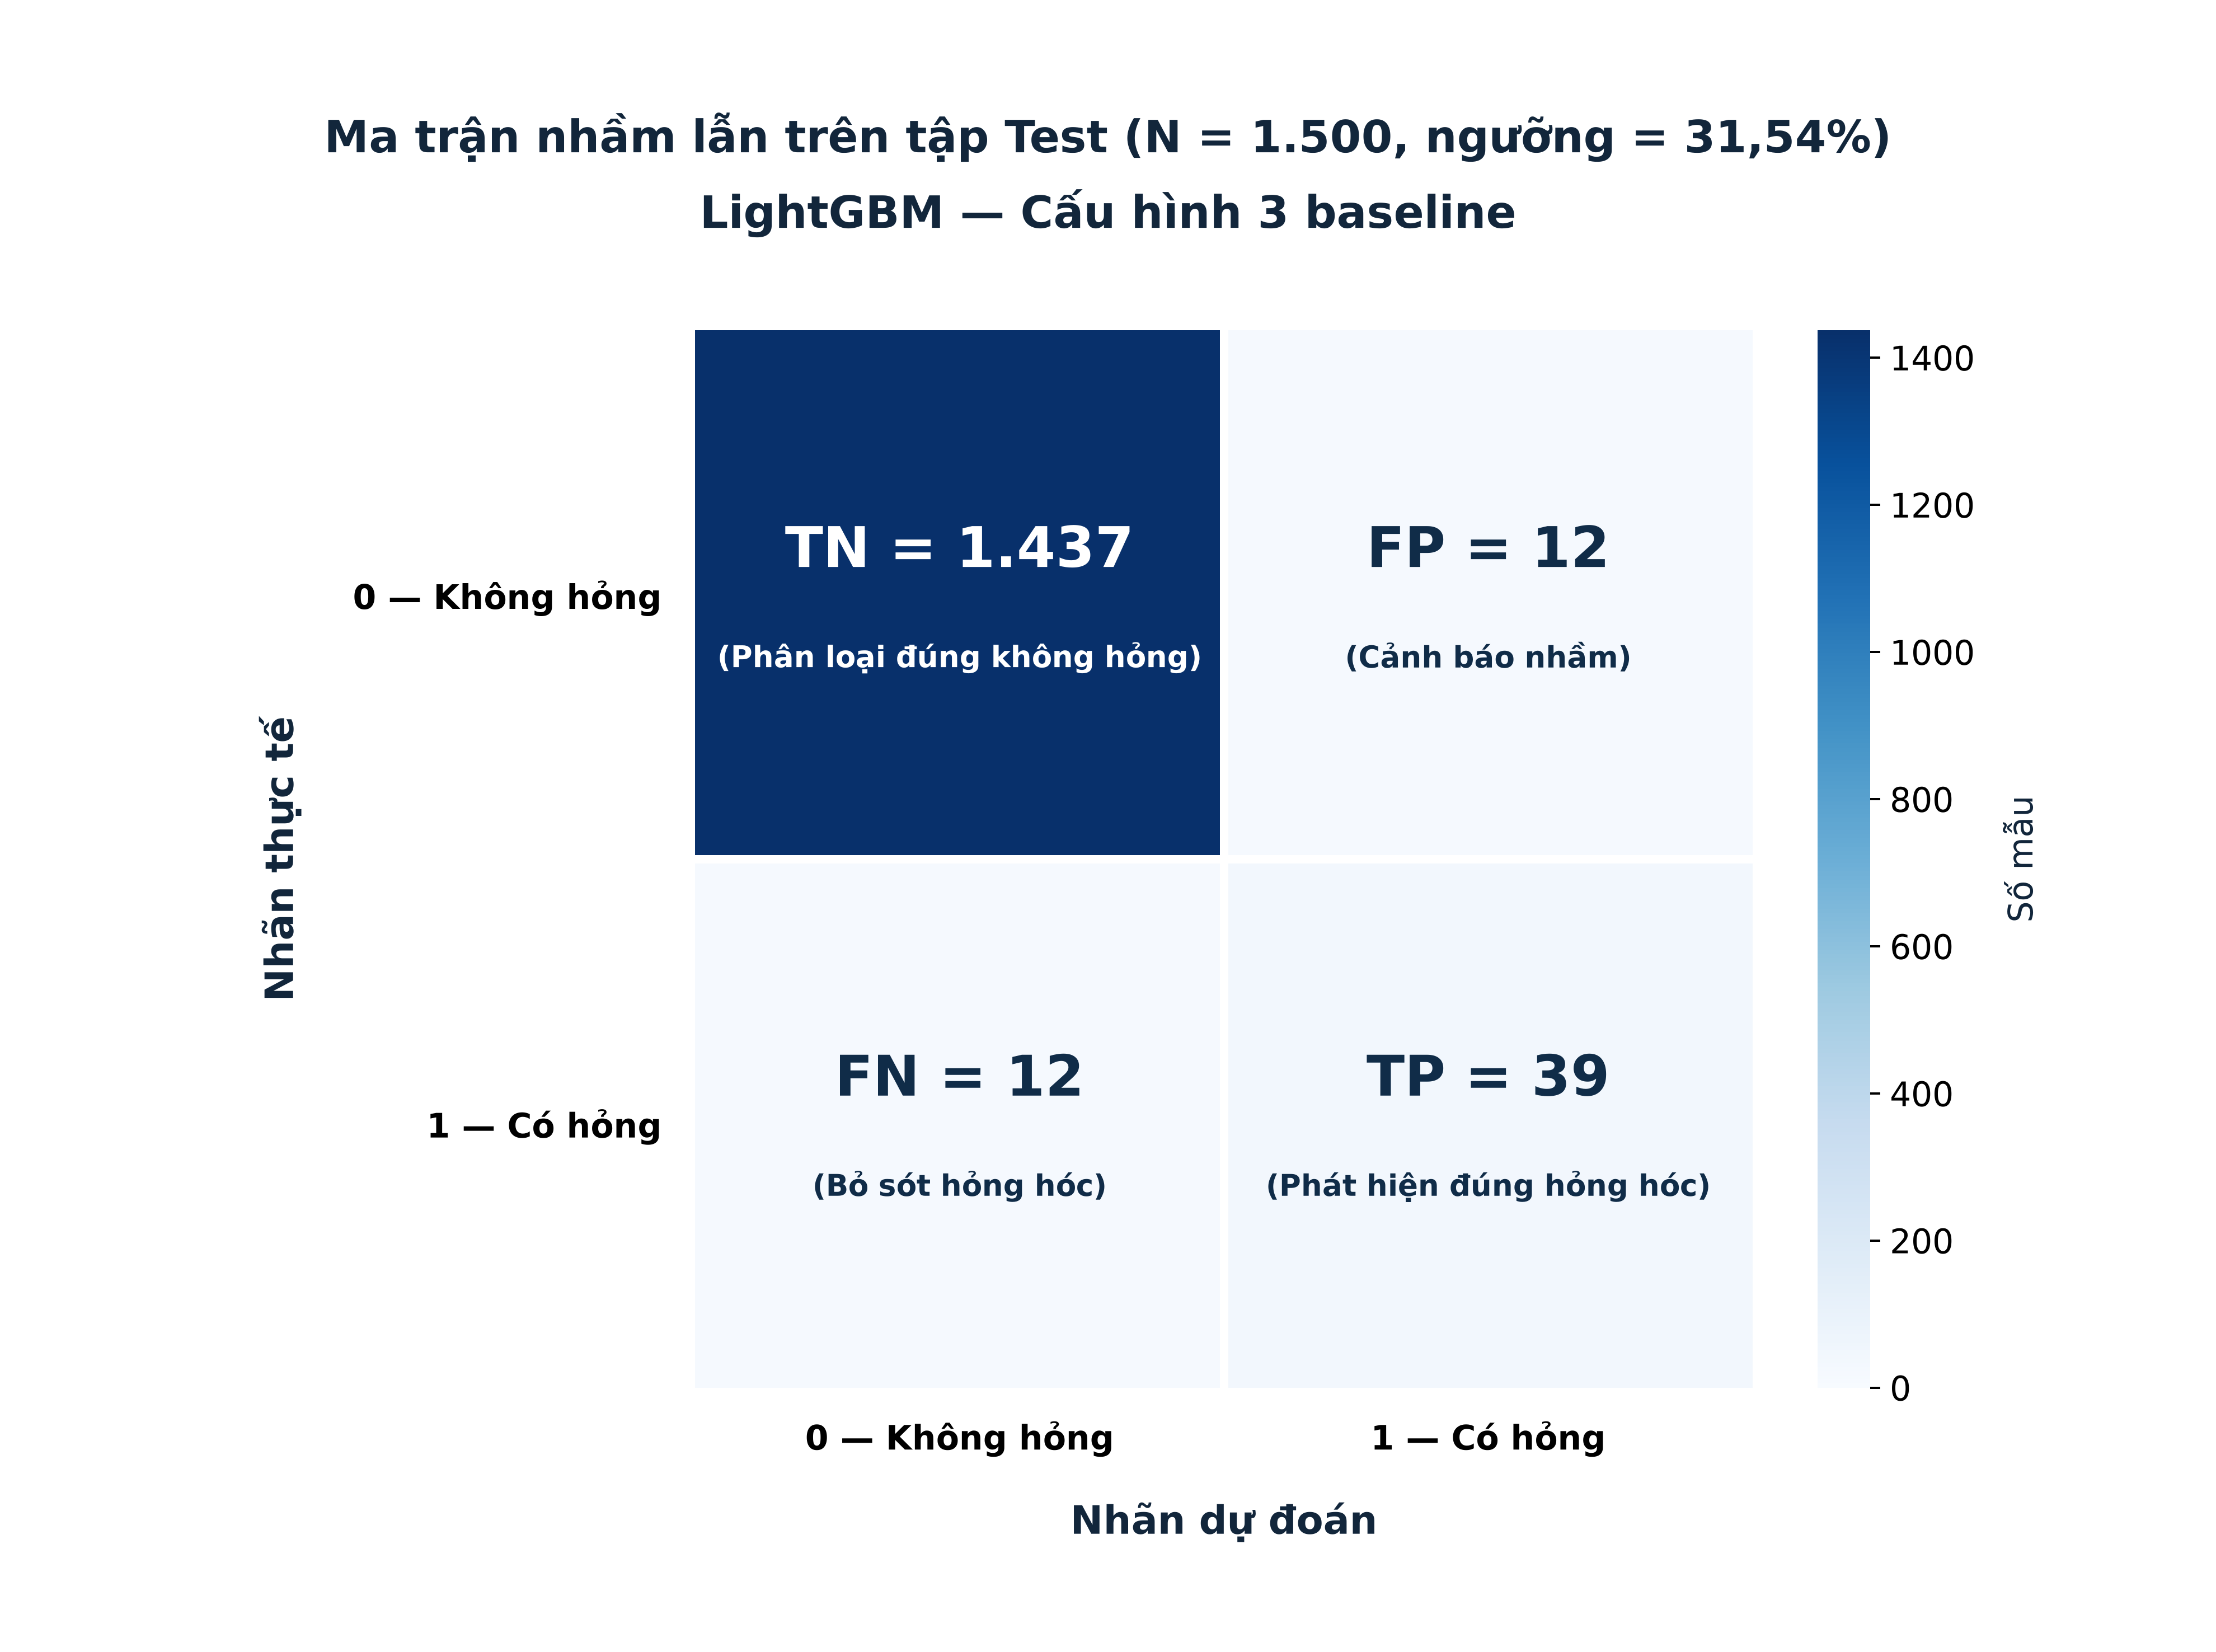 Ma trận nhầm lẫn trên tập Test (N = 1.500, ngưỡng = 31,54%)
LightGBM — Cấu hình 3 baseline
Nhãn thực tế
0 — Không hỏng
1 — Có hỏng
TN = 1.437
(Phân loại đúng không hỏng)
FP = 12
(Cảnh báo nhầm)
FN = 12
(Bỏ sót hỏng hóc)
TP = 39
(Phát hiện đúng hỏng hóc)
0 — Không hỏng
1 — Có hỏng
Nhãn dự đoán
1400
1200
1000
800
600
400
200
0
Số mẫu